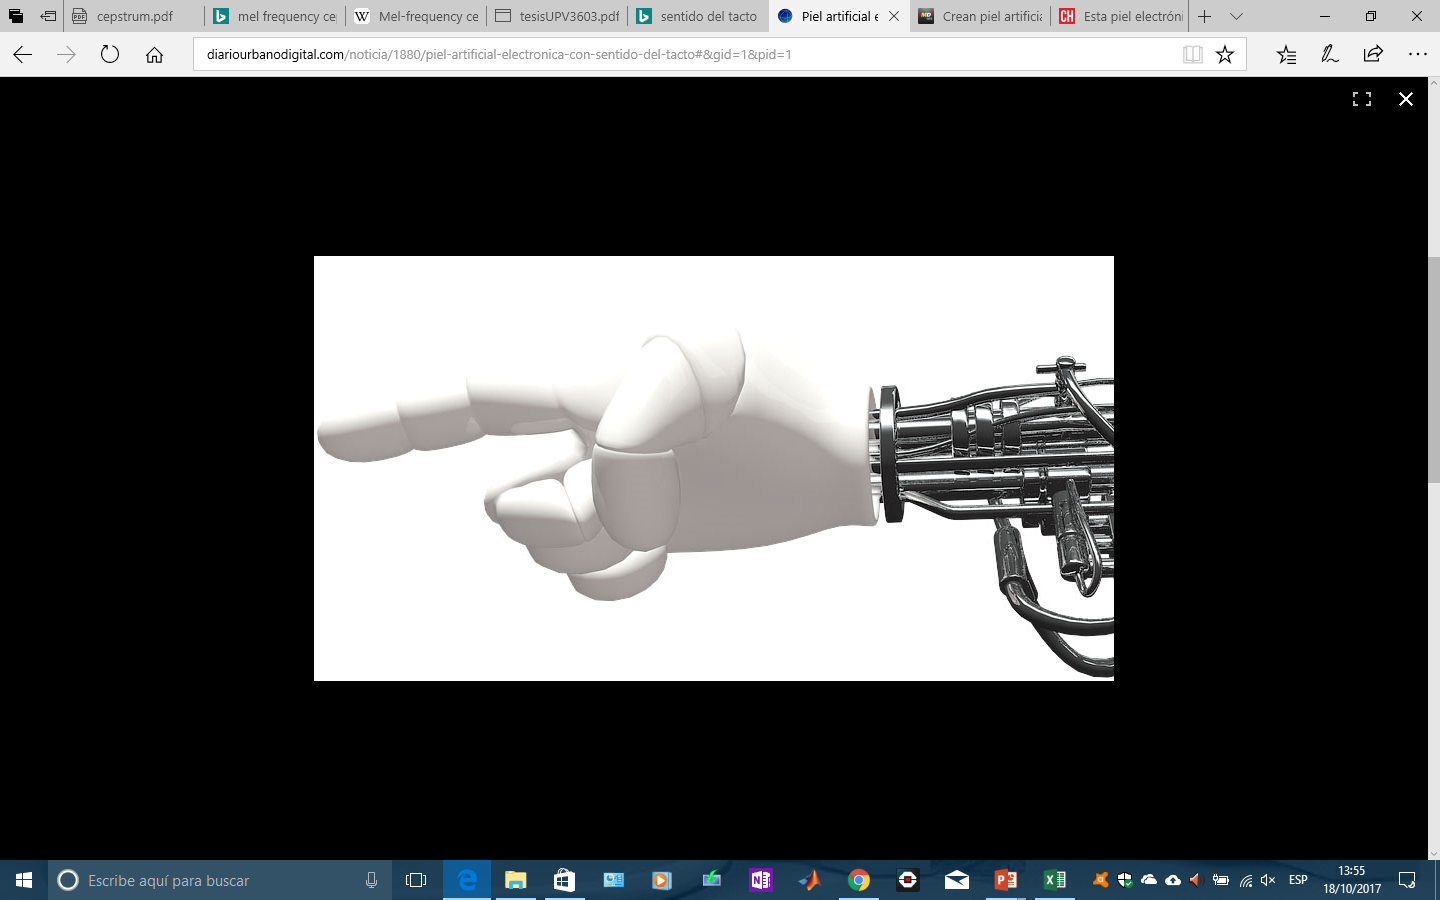 cepstrum.pdf
mel frequency cep
Mel-frequency ce
tesisUPV3603.pdf
sentido del tacto
Piel artificial e
Crean piel artificia
Esta piel electróni
diariourbanodigital.com/noticia/1880/piel-artificial-electronica-con-sentido-del-tacto#&gid=1&pid=1
Escribe aquí para buscar
ESP
13:55
18/10/2017